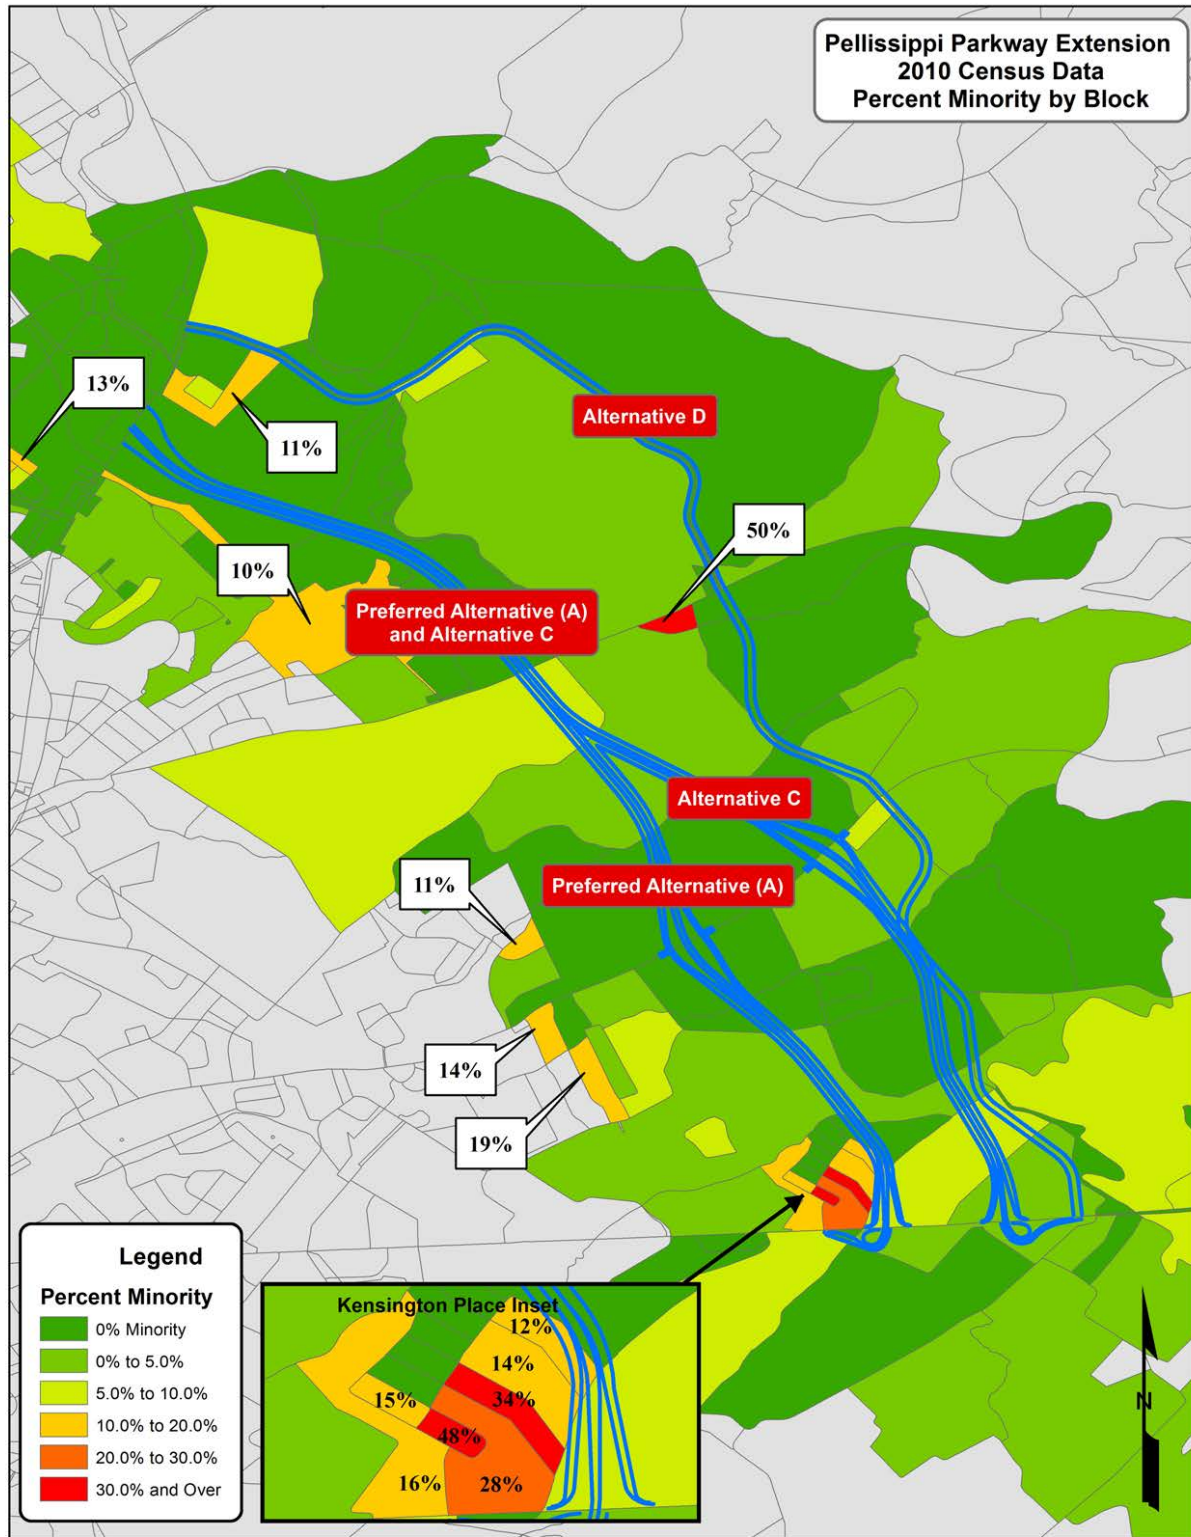 Pellissippi Parkway Extension
2010 Census Data
Percent Minority by Block
13%
11%
Alternative D
50%
10%
Preferred Alternative (A)
and Alternative C
Alternative C
Preferred Alternative (A)
11%
14%
19%
Legend
Percent Minority
0% Minority
0% to 5.0%
5.0% to 10.0%
10.0% to 20.0%
20.0% to 30.0%
30.0% and Over
Kensington Place Inset
12%
14%
34%
15%
48%
16%
28%
N